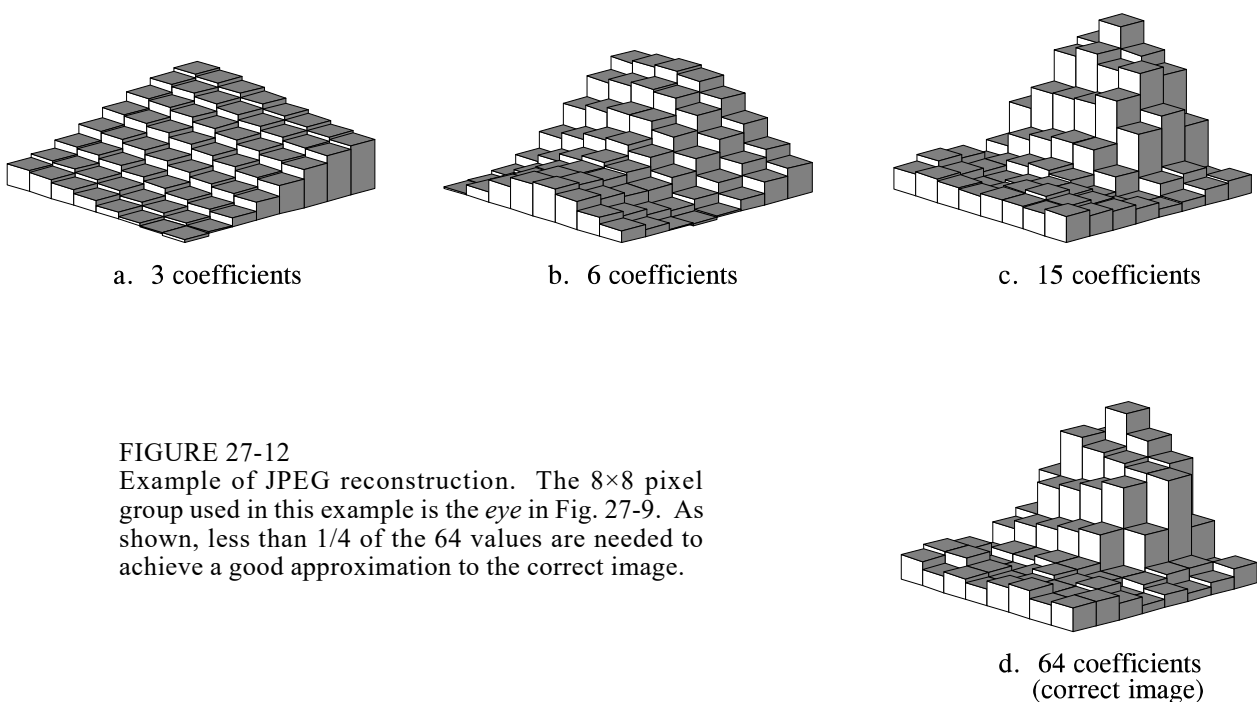 a. 3 coefficients
b. 6 coefficients
c. 15 coefficients
FIGURE 27-12
Example of JPEG reconstruction. The 8×8 pixel
group used in this example is the eye in Fig. 27-9. As
shown, less than 1/4 of the 64 values are needed to
achieve a good approximation to the correct image.
d. 64 coefficients
(correct image)